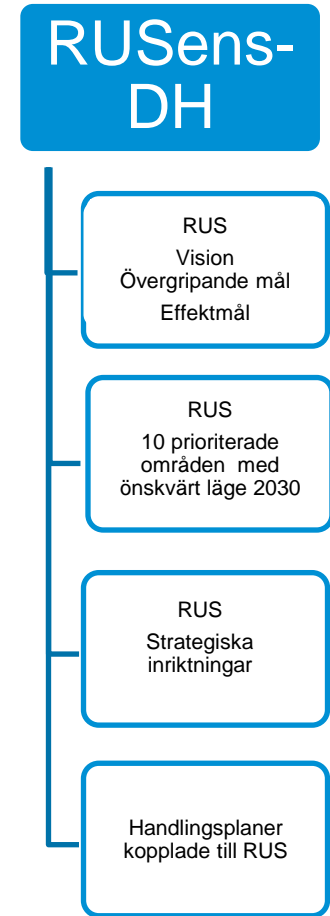 RUSens-
DH
RUS
Vision
Övergripande mål
Effektmål
RUS
10 prioriterade
områden med
önskvärt läge 2030
RUS
Strategiska
inriktningar
Handlingsplaner
kopplade till RUS